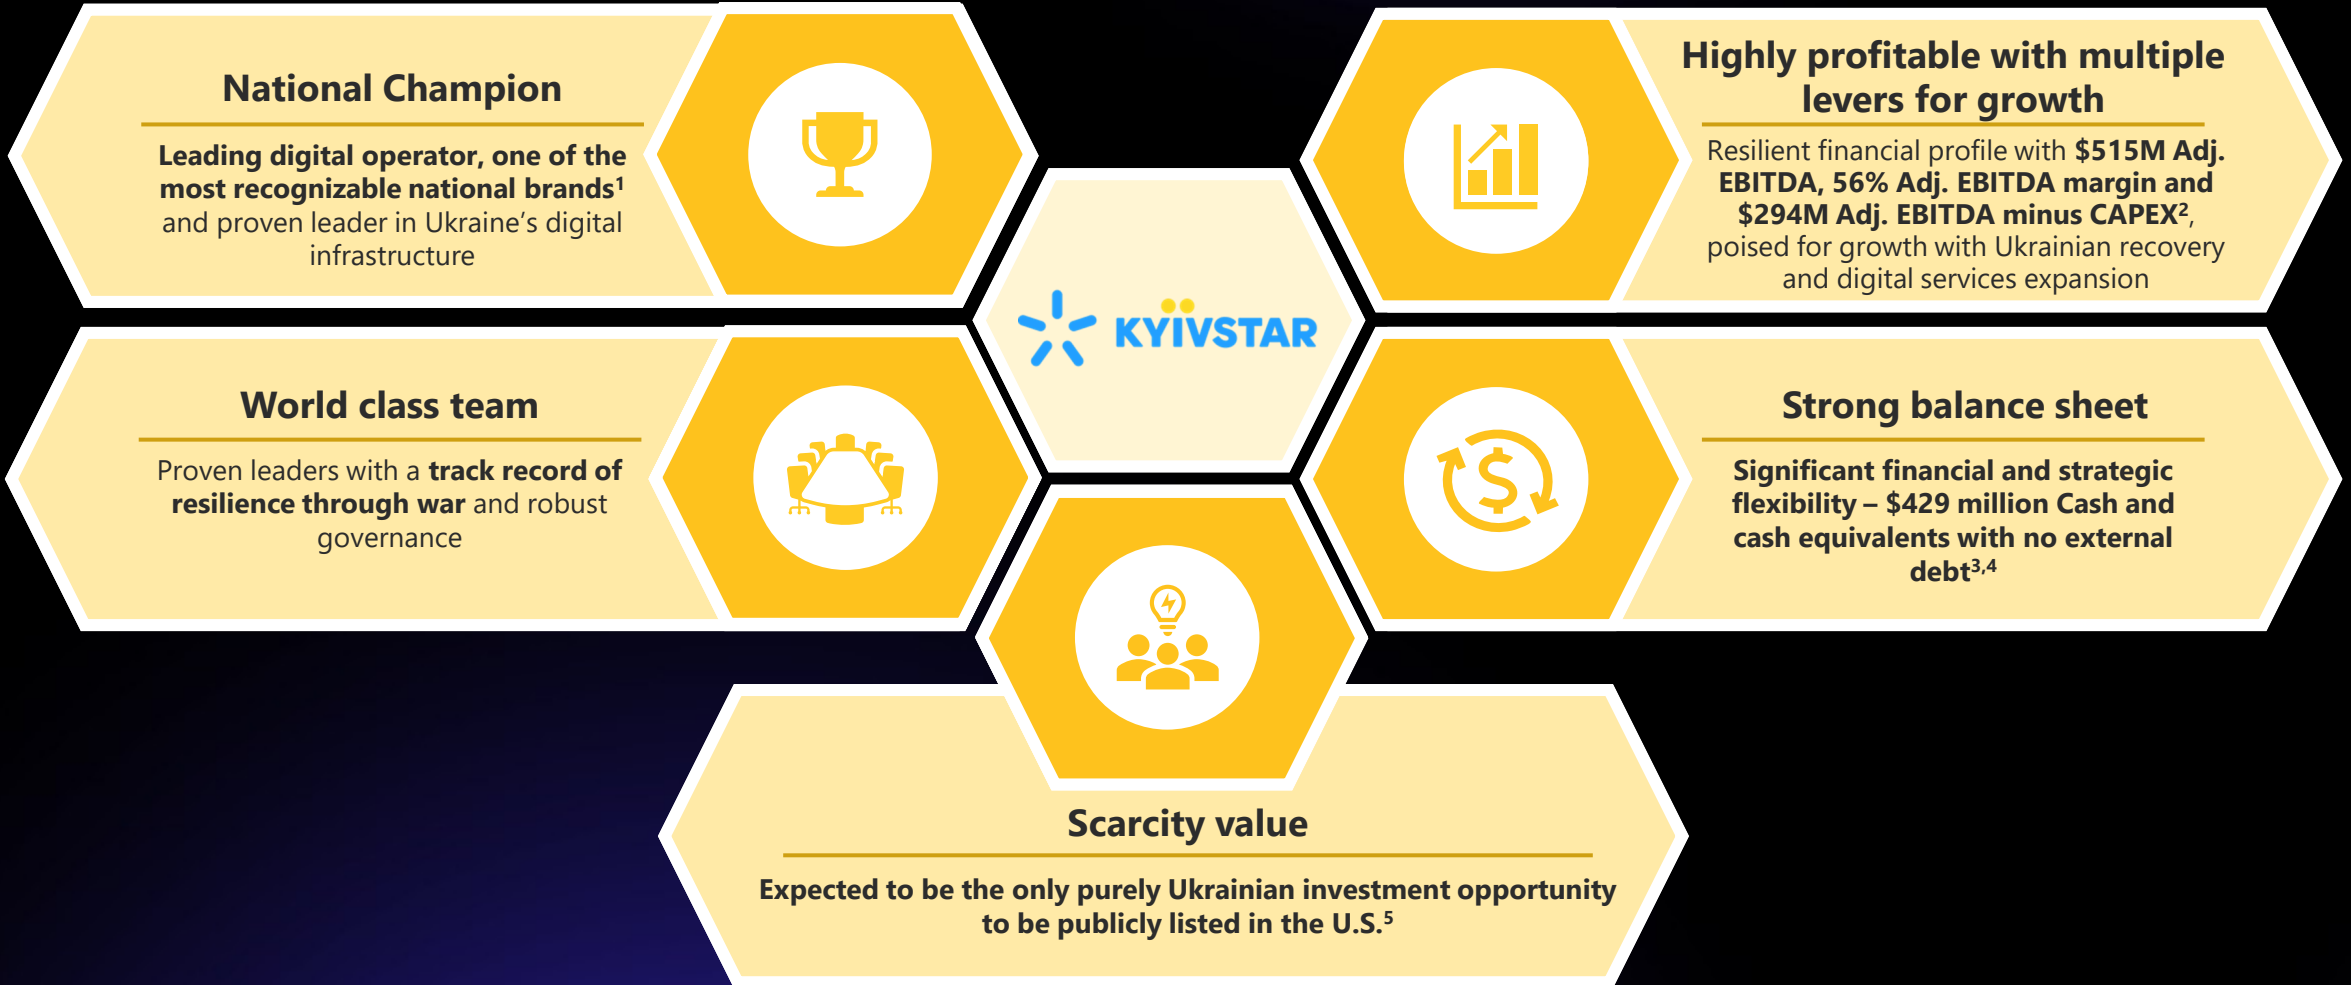 National Champion
Leading digital operator, one of the
most recognizable national brands¹
and proven leader in Ukraine’s digital
infrastructure
Highly profitable with multiple
levers for growth
Resilient financial profile with $515M Adj.
EBITDA, 56% Adj. EBITDA margin and
$294M Adj. EBITDA minus CAPEX²,
poised for growth with Ukrainian recovery
and digital services expansion
KYЇVSTAR
World class team
Proven leaders with a track record of
resilience through war and robust
governance
Strong balance sheet
Significant financial and strategic
flexibility – $429 million Cash and
cash equivalents with no external
debt³,⁴
Scarcity value
Expected to be the only purely Ukrainian investment opportunity
to be publicly listed in the U.S.⁵